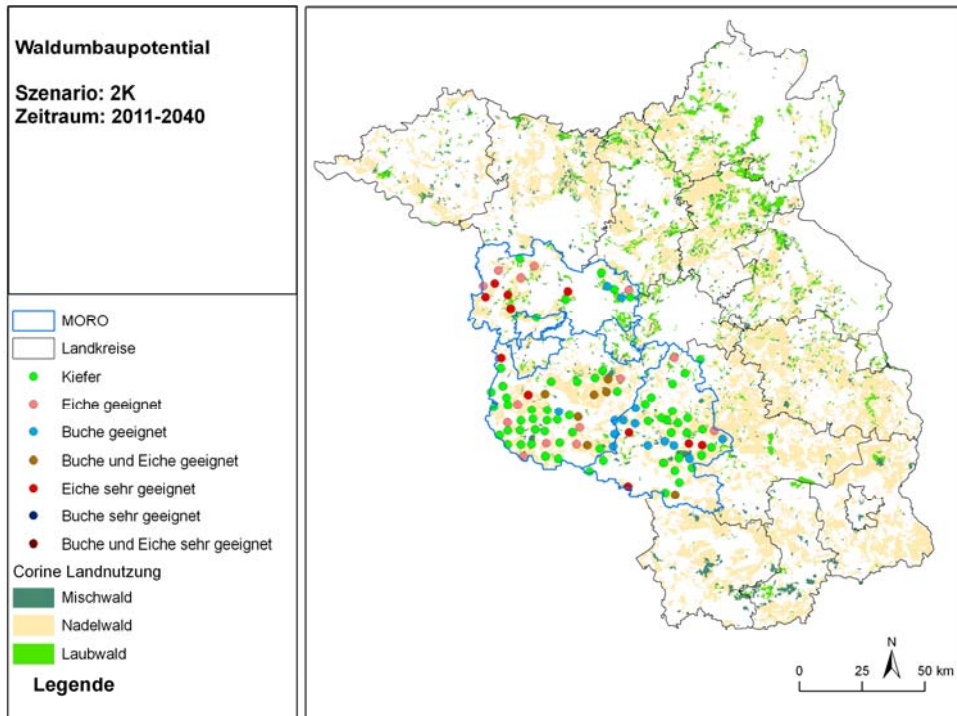 Waldumbaupotential
Szenario: 2K
Zeitraum: 2011-2040
MORO
Landkreise
Kiefer
Eiche geeignet
Buche geeignet
Buche und Eiche geeignet
Eiche sehr geeignet
Buche sehr geeignet
Buche und Eiche sehr geeignet
Corine Landnutzung
Mischwald
Nadelwald
Laubwald
Legende
N
0 25 50 km